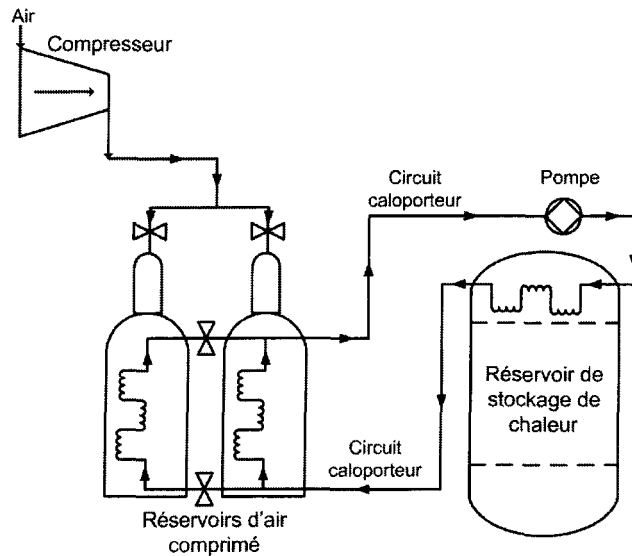 Air
Compresseur
Circuit
caloporteur
Pompe
Réservoir de
stockage de
chaleur
Circuit
caloporteur
Réservoirs d'air
comprimé